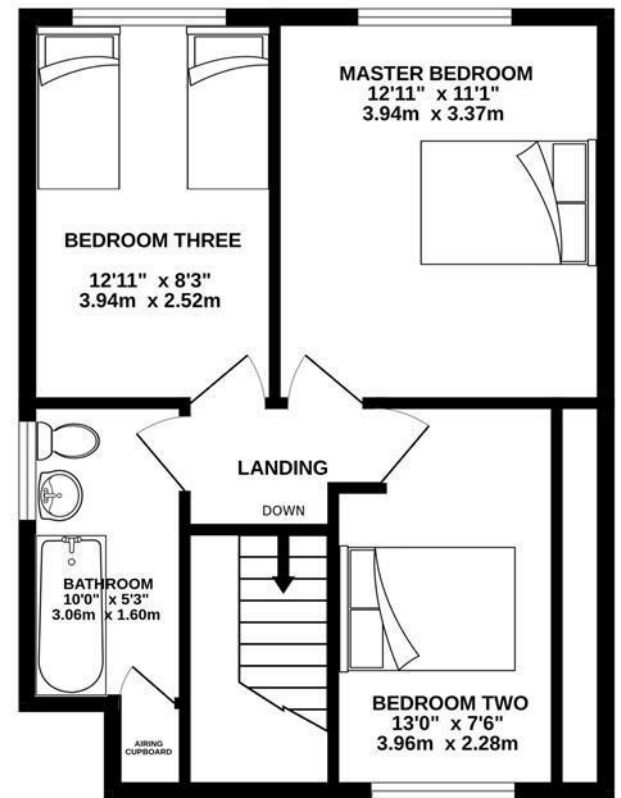 MASTER BEDROOM
12'11" x 11'1"
3.94m x 3.37m
BEDROOM THREE
12'11" x 8'3"
3.94m x 2.52m
LANDING
DOWN
BATHROOM
10'0" x 5'3"
3.06m x 1.60m
AIRING
CUPBOARD
BEDROOM TWO
13'0" x 7'6"
3.96m x 2.28m